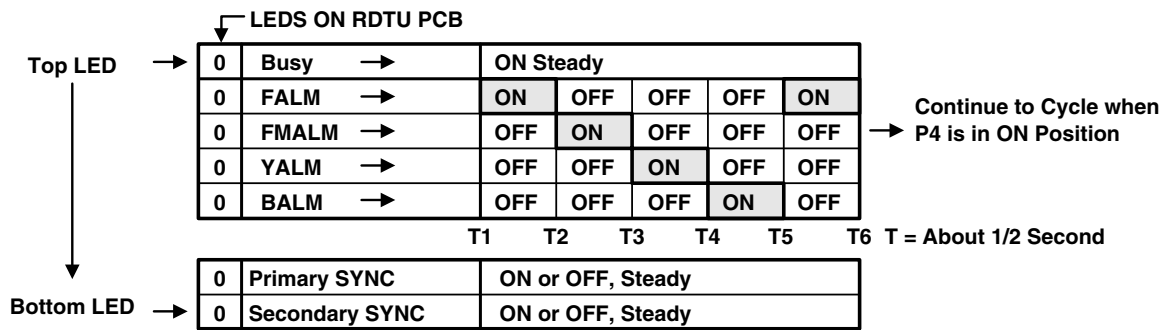 LEDS ON RDTU PCB
Top LED 0 Busy ON Steady
0 FALM ON OFF OFF OFF ON
0 FMALM OFF ON OFF OFF OFF
0 YALM OFF OFF ON OFF OFF
0 BALM OFF OFF OFF ON OFF
Continue to Cycle when
P4 is in ON Position
T1 T2 T3 T4 T5 T6 T = About 1/2 Second
0 Primary SYNC ON or OFF, Steady
Bottom LED 0 Secondary SYNC ON or OFF, Steady